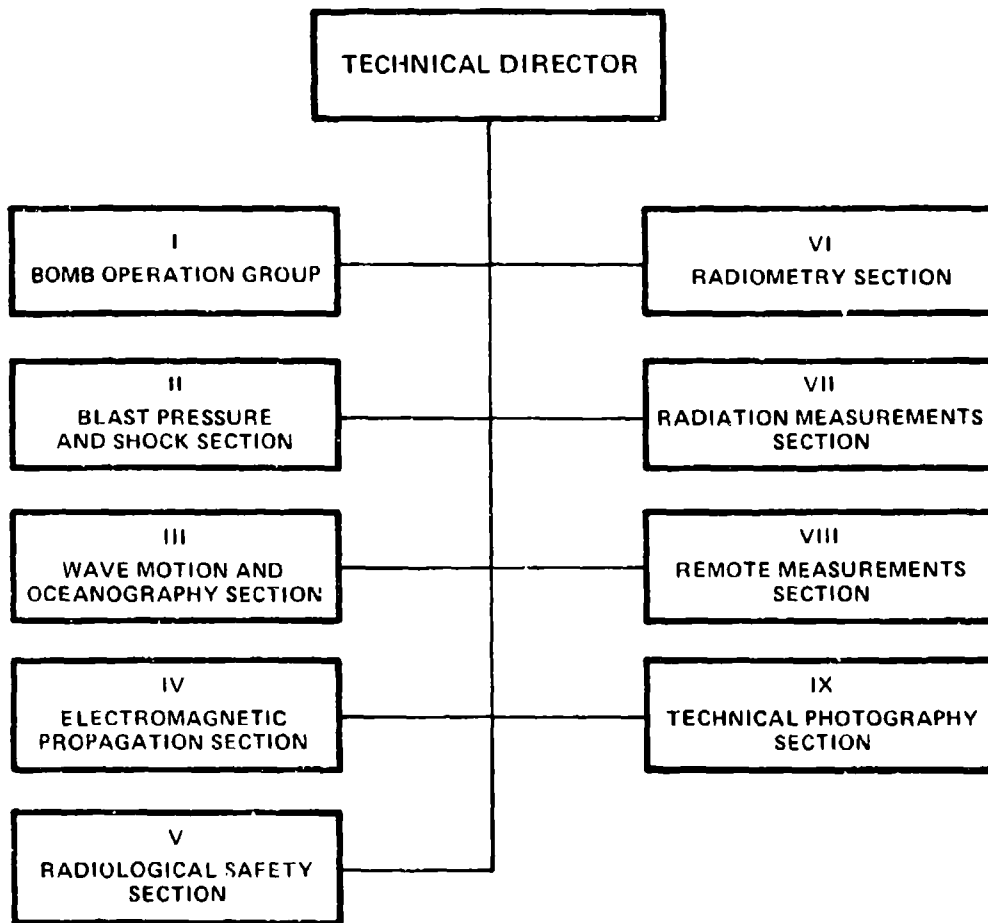 TECHNICAL DIRECTOR
I
BOMB OPERATION GROUP
II
BLAST PRESSURE
AND SHOCK SECTION
III
WAVE MOTION AND
OCEANOGRAPHY SECTION
IV
ELECTROMAGNETIC
PROPAGATION SECTION
V
RADIOLOGICAL SAFETY
SECTION
VI
RADIOMETRY SECTION
VII
RADIATION MEASUREMENTS
SECTION
VIII
REMOTE MEASUREMENTS
SECTION
IX
TECHNICAL PHOTOGRAPHY
SECTION